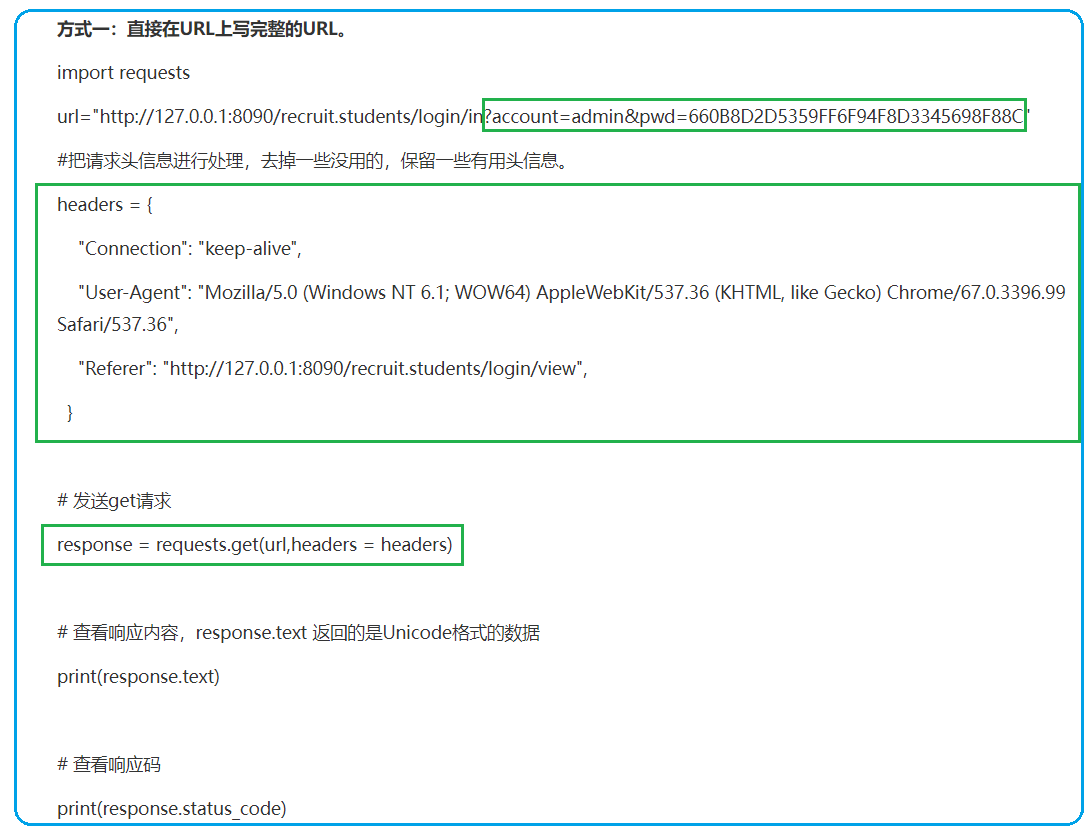 方式一：直接在URL上写完整的URL。
import requests
url="http://127.0.0.1:8090/recruit.students/login/in?account=admin&pwd=660B8D2D5359FF6F94F8D3345698F88C"
#把请求头信息进行处理，去掉一些没用的，保留一些有用头信息。
headers = {
"Connection": "keep-alive",
"User-Agent": "Mozilla/5.0 (Windows NT 6.1; WOW64) AppleWebKit/537.36 (KHTML, like Gecko) Chrome/67.0.3396.99
Safari/537.36",
"Referer": "http://127.0.0.1:8090/recruit.students/login/view",
}
# 发送get请求
response = requests.get(url,headers = headers)
# 查看响应内容，response.text 返回的是Unicode格式的数据
print(response.text)
# 查看响应码
print(response.status_code)